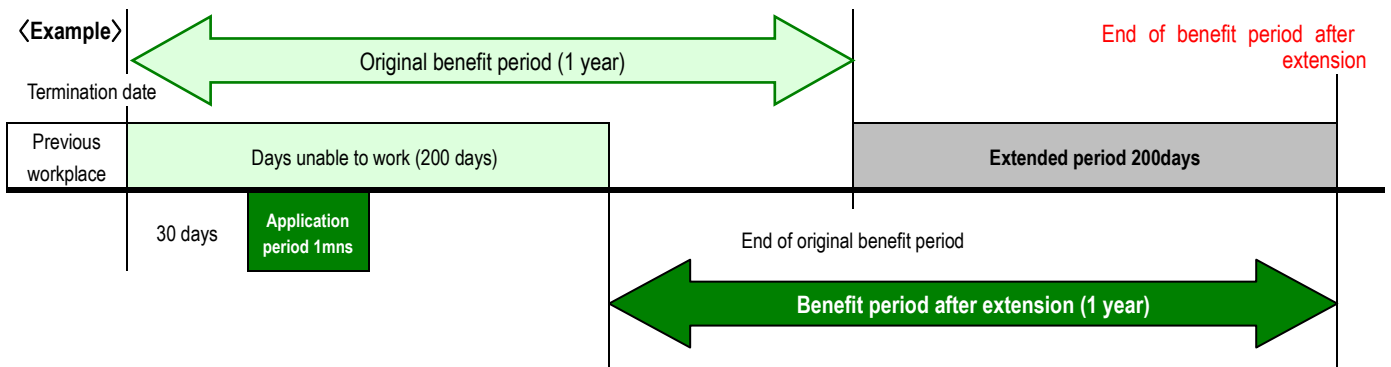 〈Example〉
Original benefit period (1 year)
End of benefit period after
extension
Termination date
Previous
workplace
Days unable to work (200 days)
Extended period 200days
30 days
Application
period 1mns
End of original benefit period
Benefit period after extension (1 year)